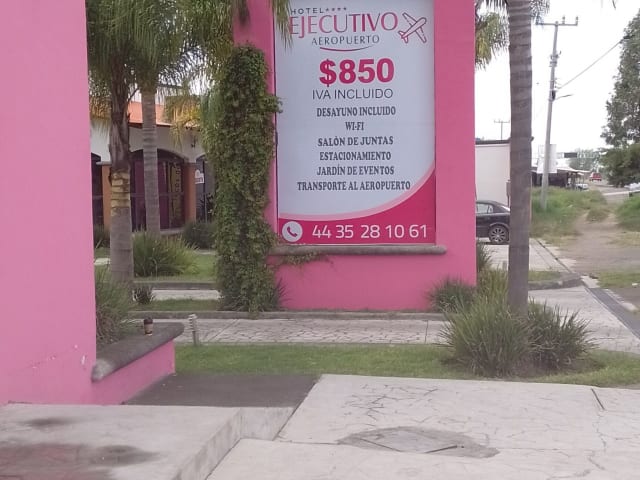 HOTEL****
EJECUTIVO
AEROPUERTO
$850
IVA INCLUIDO
DESAYUNO INCLUIDO
WI-FI
SALÓN DE JUNTAS
ESTACIONAMIENTO
JARDÍN DE EVENTOS
TRANSPORTE AL AEROPUERTO
44 35 28 10 61